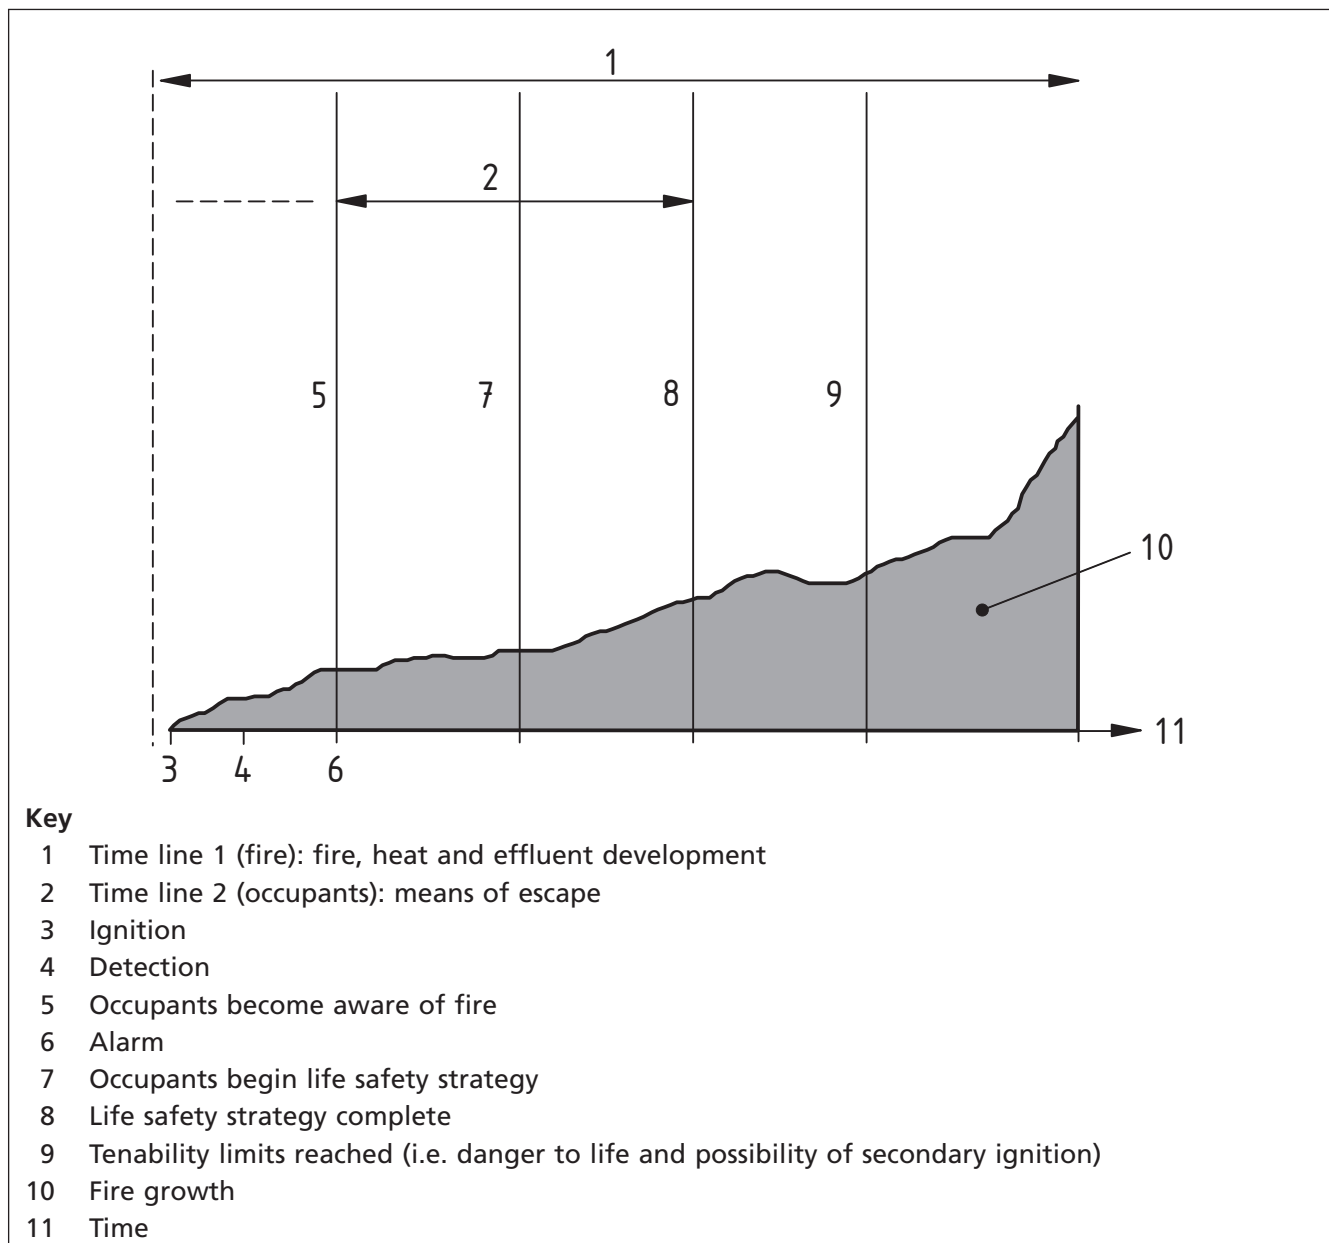 1
2
5 7 8 9
10
11
3 4 6
Key
1 Time line 1 (fire): fire, heat and effluent development
2 Time line 2 (occupants): means of escape
3 Ignition
4 Detection
5 Occupants become aware of fire
6 Alarm
7 Occupants begin life safety strategy
8 Life safety strategy complete
9 Tenability limits reached (i.e. danger to life and possibility of secondary ignition)
10 Fire growth
11 Time